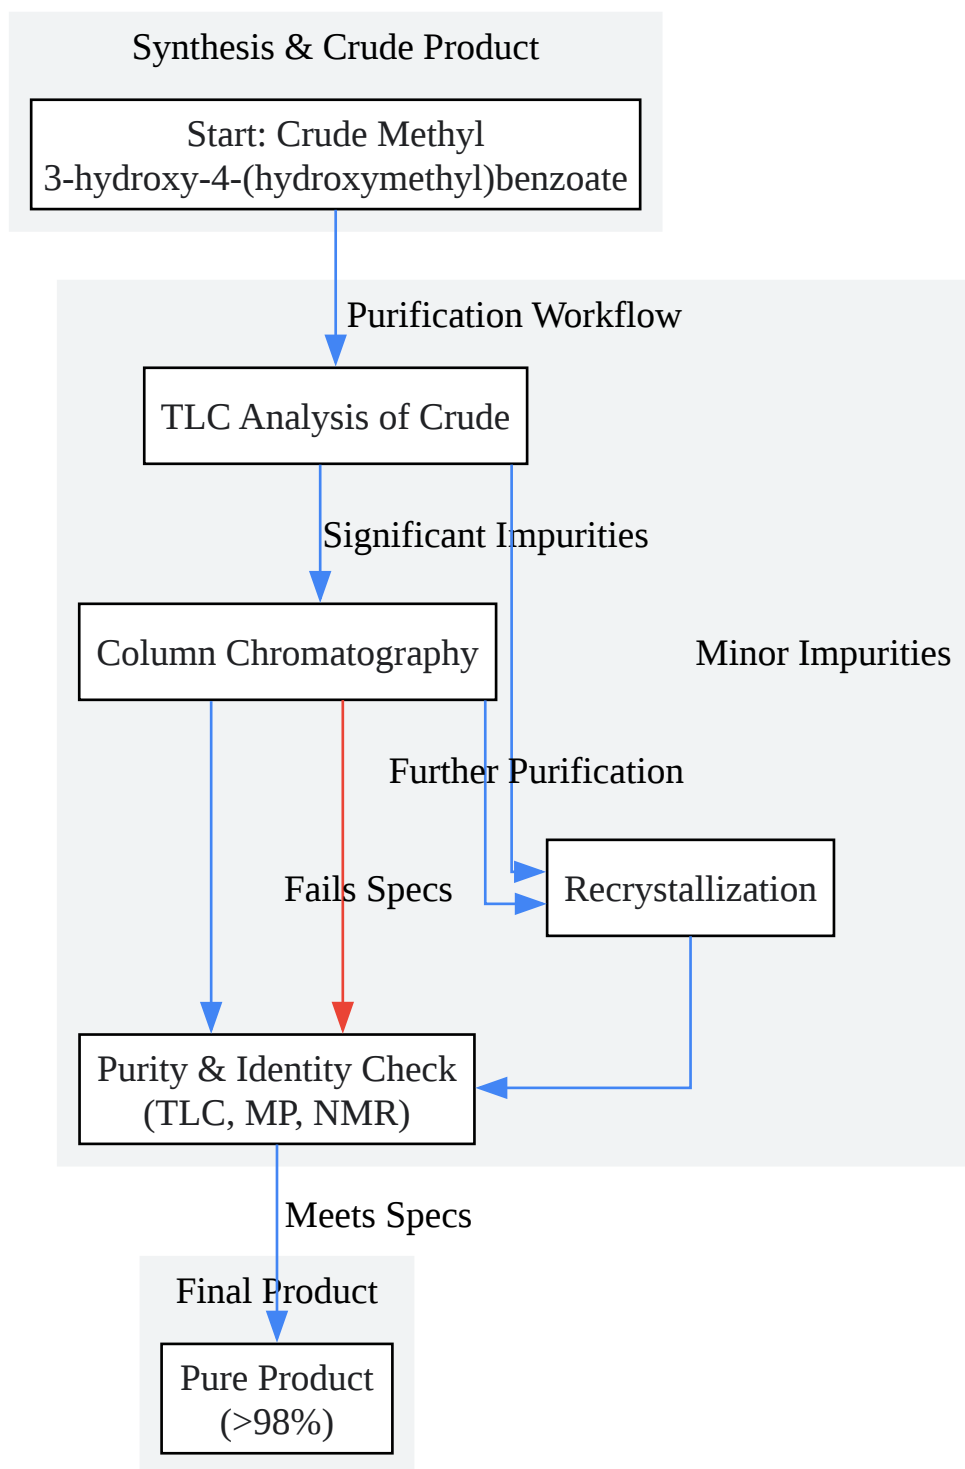 Synthesis & Crude Product
Start: Crude Methyl
3-hydroxy-4-(hydroxymethyl)benzoate
Purification Workflow
TLC Analysis of Crude
Significant Impurities
Column Chromatography
Minor Impurities
Further Purification
Fails Specs
Recrystallization
Purity & Identity Check
(TLC, MP, NMR)
Meets Specs
Final Product
Pure Product
(>98%)